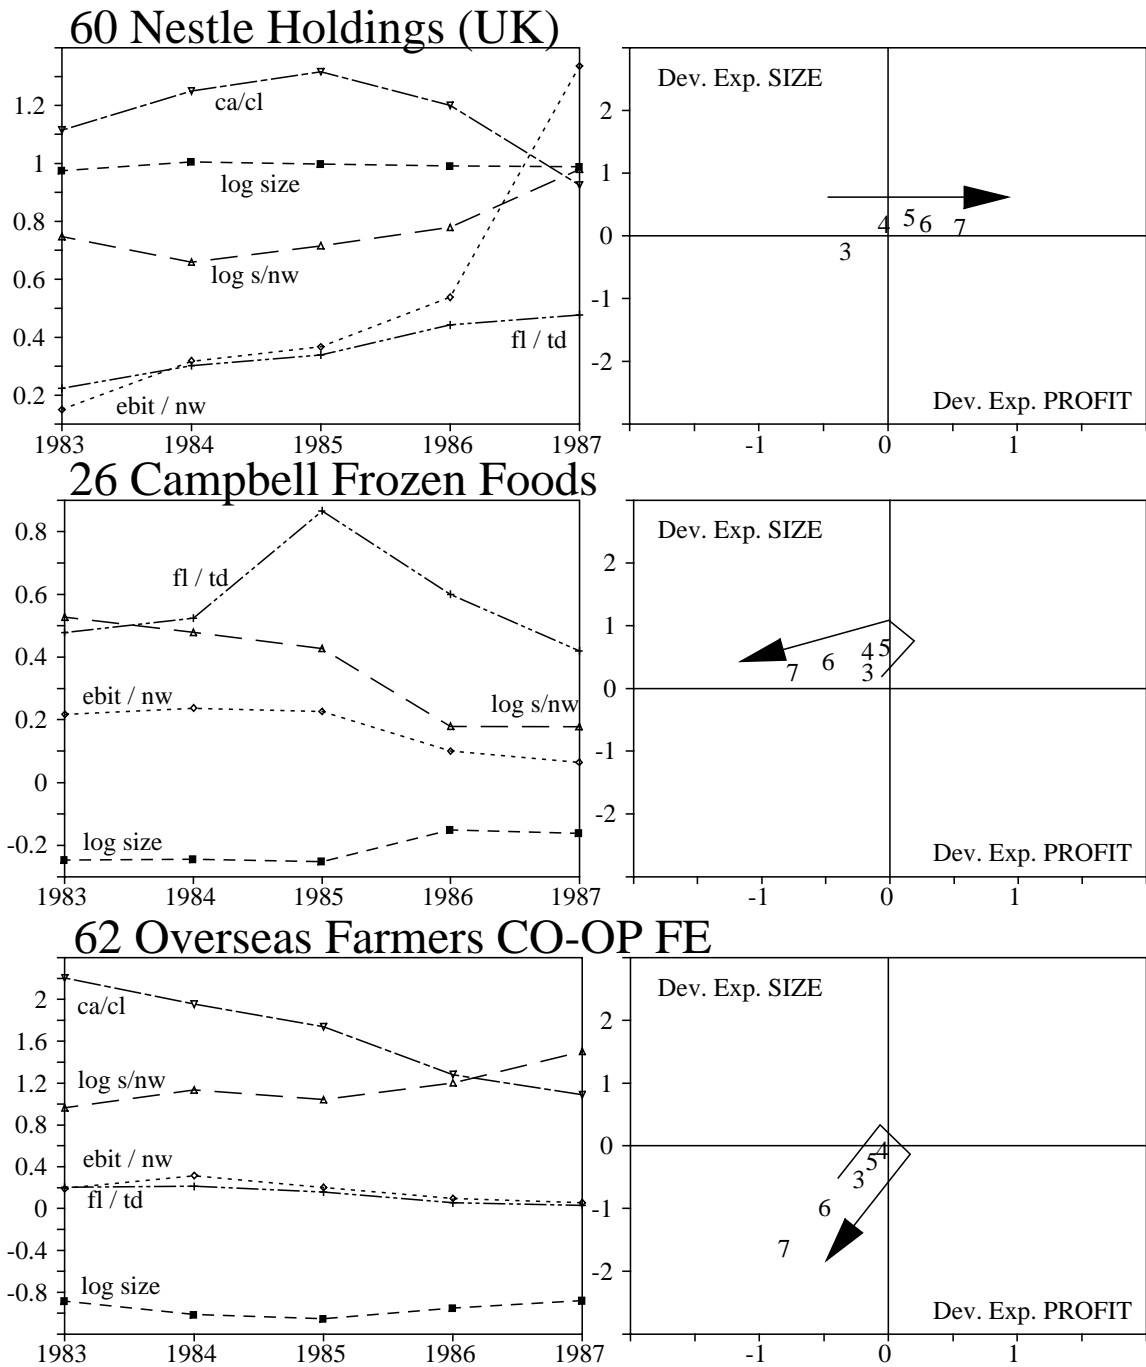 60 Nestle Holdings (UK)
1.2
1
0.8
0.6
0.4
0.2
ca/cl
log size
log s/nw
fl / td
ebit / nw
1983 1984 1985 1986 1987
Dev. Exp. SIZE
2
1
0
-1
-2
3 4 5 6 7
Dev. Exp. PROFIT
-1 0 1
26 Campbell Frozen Foods
0.8
0.6
0.4
0.2
0
-0.2
fl / td
ebit / nw
log s/nw
log size
1983 1984 1985 1986 1987
Dev. Exp. SIZE
2
1
0
-1
-2
7 6 4 5
3
Dev. Exp. PROFIT
-1 0 1
62 Overseas Farmers CO-OP FE
2
1.6
1.2
0.8
0.4
0
-0.4
-0.8
ca/cl
log s/nw
ebit / nw
fl / td
log size
1983 1984 1985 1986 1987
Dev. Exp. SIZE
2
1
0
-1
-2
4
5
3
6
7
Dev. Exp. PROFIT
-1 0 1